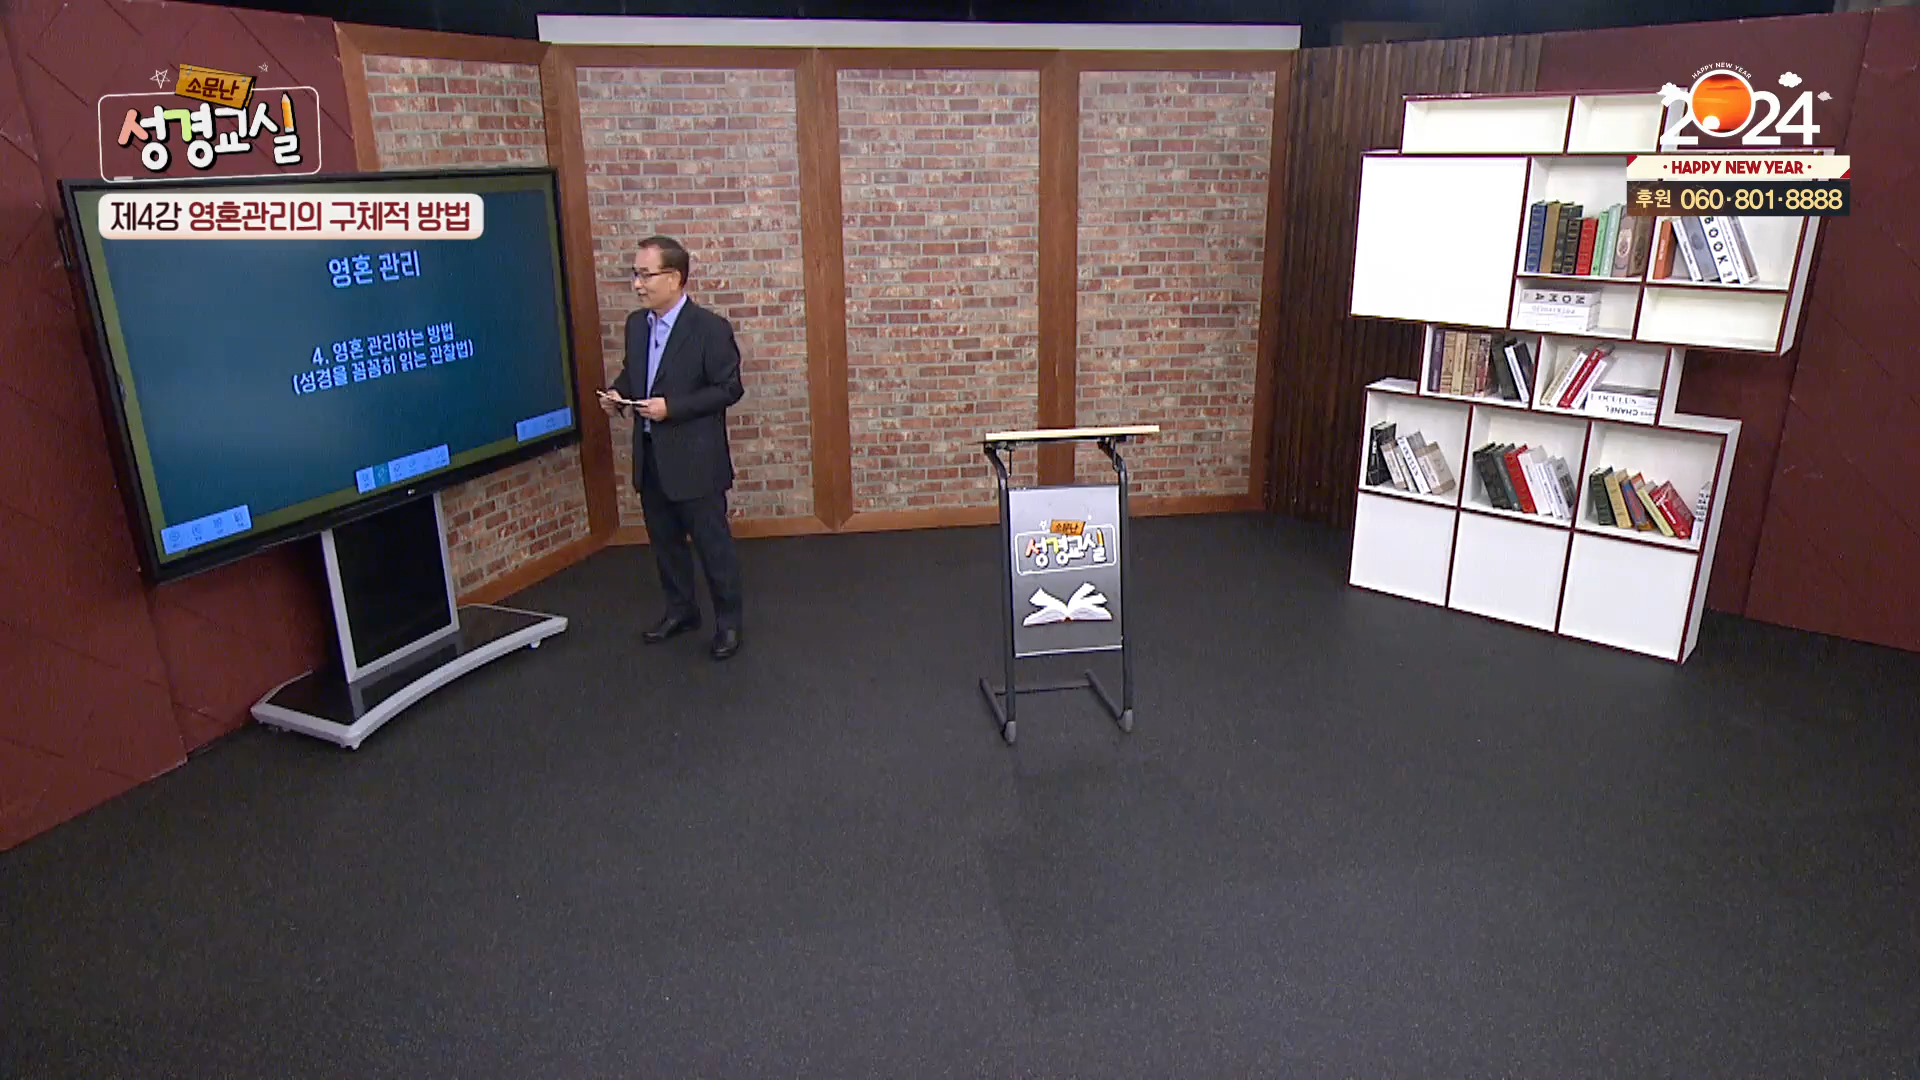 소문난
성경교실
제4강 영혼관리의 구체적 방법
영혼 관리
4. 영혼 관리하는 방법
(성경을 꼼꼼히 읽는 관찰법)
HAPPY NEW YEAR
2024
· HAPPY NEW YEAR ·
후원 060·801·8888
BOOK
소문난
성경교실